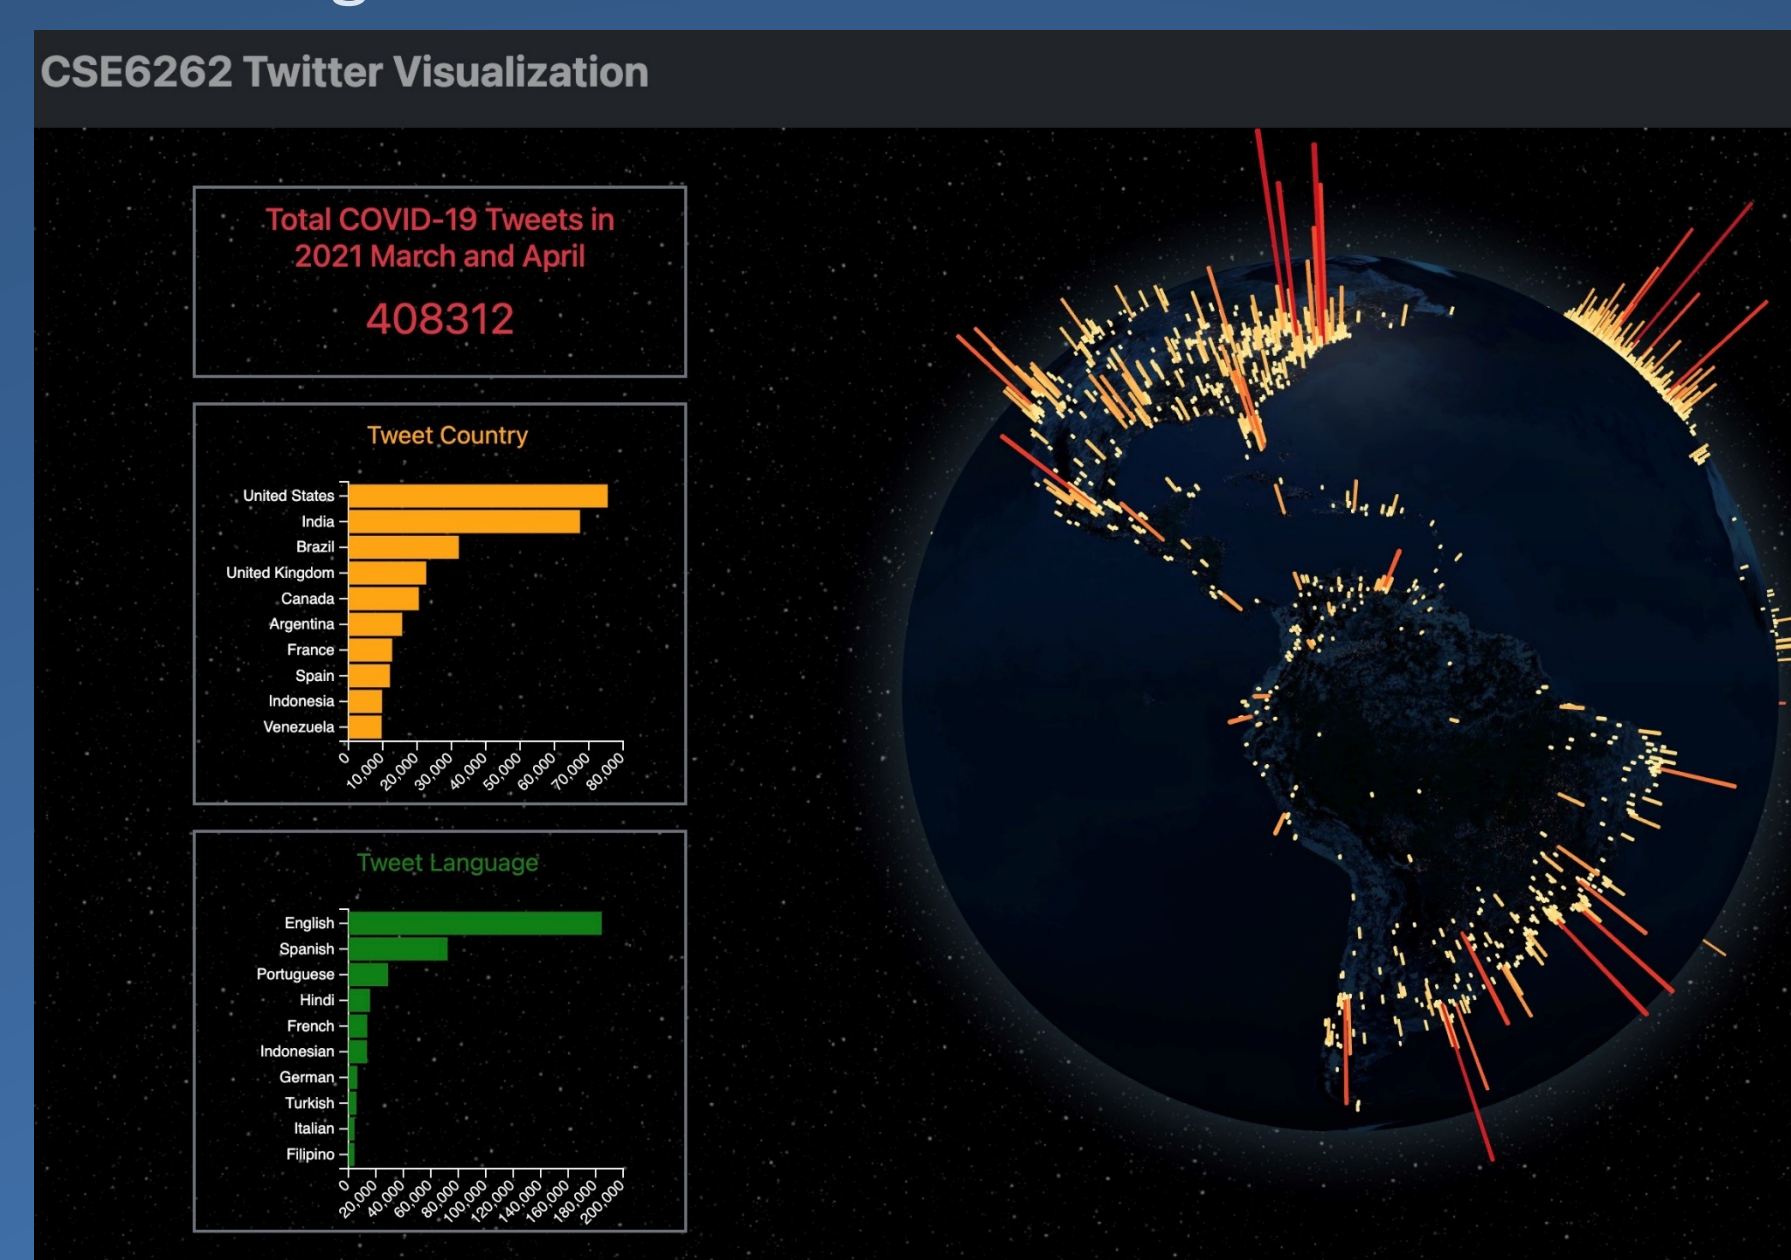 CSE6262 Twitter Visualization
Total COVID-19 Tweets in
2021 March and April
408312
Tweet Country
United States
India
Brazil
United Kingdom
Canada
Argentina
France
Spain
Indonesia
Venezuela
0
10,000
20,000
30,000
40,000
50,000
60,000
70,000
80,000
Tweet Language
English
Spanish
Portuguese
Hindi
French
Indonesian
German
Turkish
Italian
Filipino
0
20,000
40,000
60,000
80,000
100,000
120,000
140,000
160,000
180,000
200,000